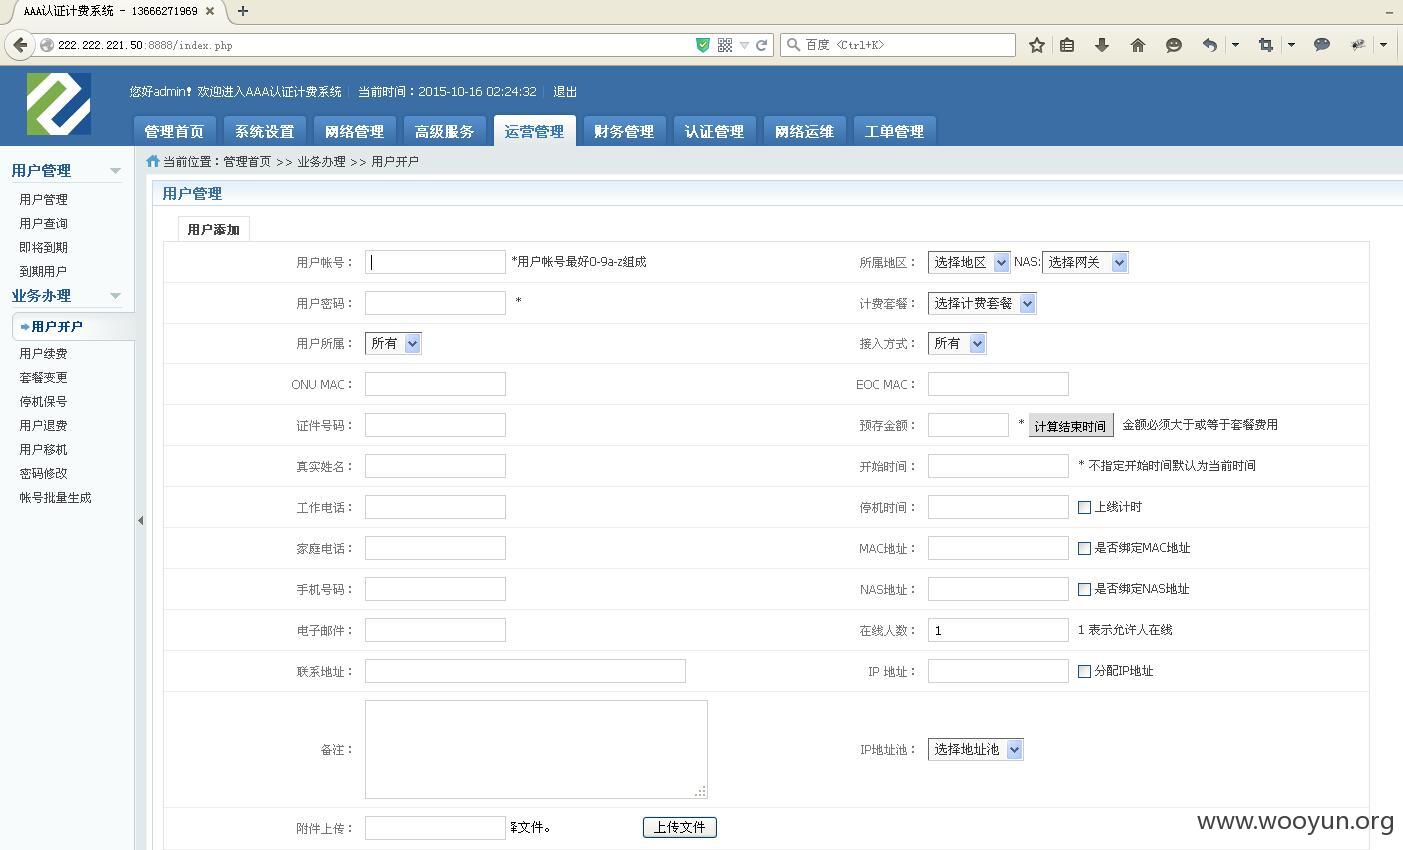 AAA认证计费系统 - 13666271969
222.222.221.50:8888/index.php
百度 <Ctrl+K>
您好admin! 欢迎进入AAA认证计费系统 当前时间：2015-10-16 02:24:32 退出
管理首页 系统设置 网络管理 高级服务 运营管理 财务管理 认证管理 网络运维 工单管理
当前位置：管理首页 >> 业务办理 >> 用户开户
用户管理
用户管理
用户查询
即将到期
到期用户
业务办理
用户开户
用户续费
套餐变更
停机保号
用户退费
用户移机
密码修改
帐号批量生成
用户管理
用户添加
用户帐号： *用户帐号最好0-9a-z组成 所属地区： 选择地区 NAS: 选择网关
用户密码： * 计费套餐： 选择计费套餐
用户所属： 所有 接入方式： 所有
ONU MAC： EOC MAC：
证件号码： 预存金额： * 计算结束时间 金额必须大于或等于套餐费用
真实姓名： 开始时间： * 不指定开始时间默认为当前时间
工作电话： 停机时间： 上线计时
家庭电话： MAC地址： 是否绑定MAC地址
手机号码： NAS地址： 是否绑定NAS地址
电子邮件： 在线人数： 1 1 表示允许人在线
联系地址： IP 地址： 分配IP地址
备注： IP地址池： 选择地址池
附件上传： 文件。 上传文件
www.wooyun.org